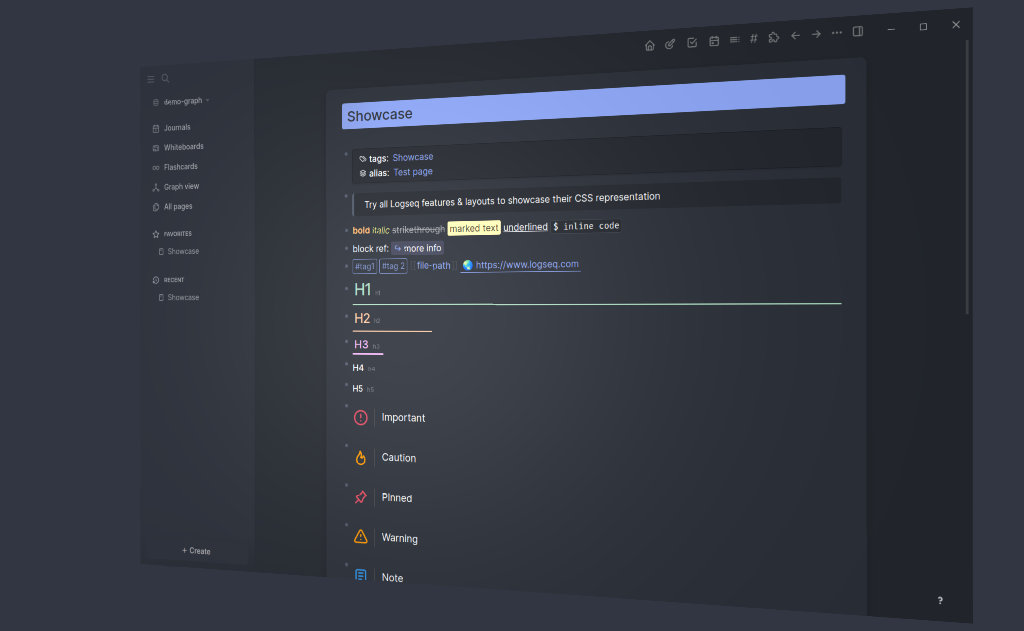 demo-graph
Journals
Whiteboards
Flashcards
Graph view
All pages
FAVORITES
Showcase
RECENT
Showcase
+ Create
Showcase
tags: Showcase
alias: Test page
Try all Logseq features & layouts to showcase their CSS representation
bold italic strikethrough marked text underlined $ inline code
block ref: more info
#tag1 #tag 2 [[file-path]] https://www.logseq.com
H1 h1
H2 h2
H3 h3
H4 h4
H5 h5
Important
Caution
Pinned
Warning
Note
?